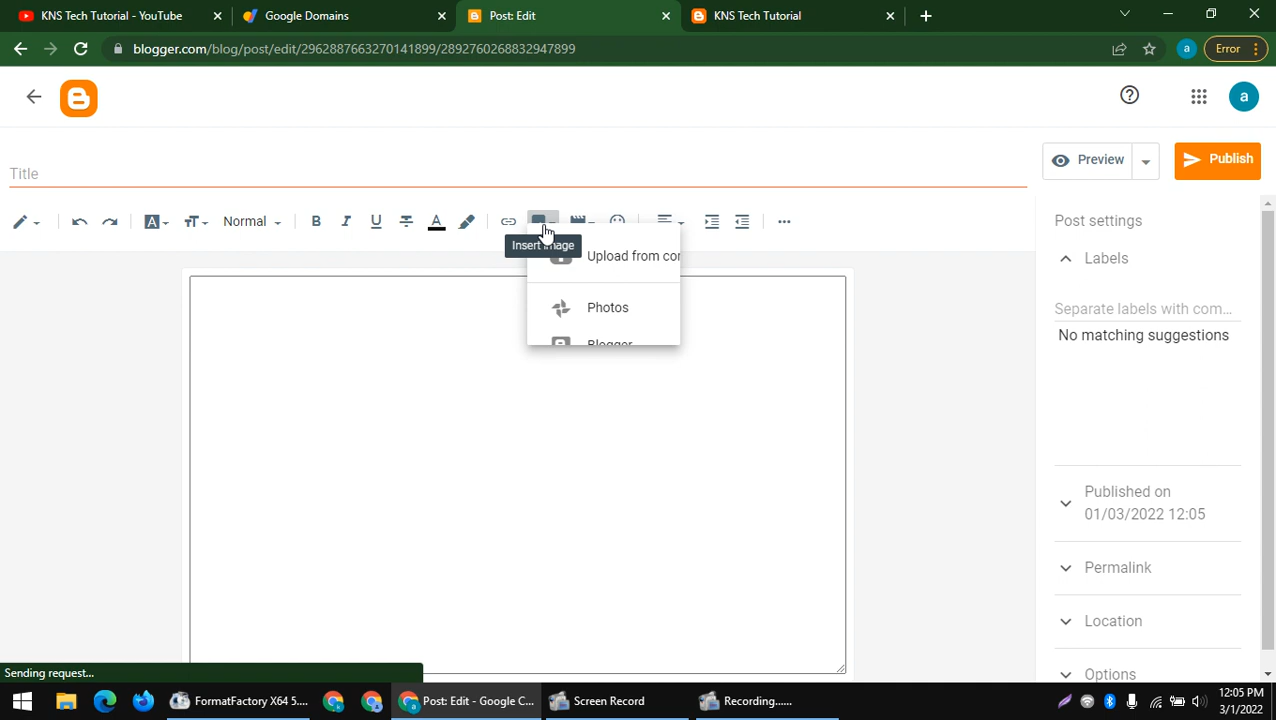 KNS Tech Tutorial - YouTube
Google Domains
Post: Edit
KNS Tech Tutorial
blogger.com/blog/post/edit/2962887663270141899/2892760268832947899
a
Error
a
Title
Preview
Publish
Normal
B I U A
Insert image
Upload from cor
Photos
Blogger
Post settings
Labels
Separate labels with com...
No matching suggestions
Published on
01/03/2022 12:05
Permalink
Location
Options
Sending request...
FormatFactory X64 5....
Post: Edit - Google C...
Screen Record
Recording......
12:05 PM
3/1/2022